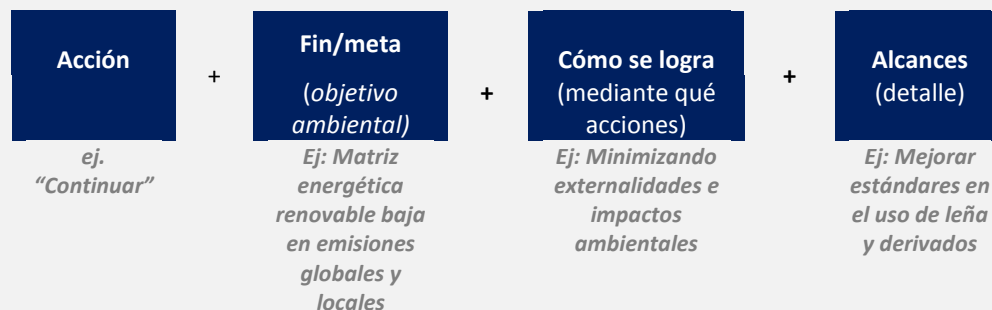 Acción
+
Fin/meta
(objetivo
ambiental)
+
Cómo se logra
(mediante qué
acciones)
+
Alcances
(detalle)
ej.
“Continuar”
Ej: Matriz
energética
renovable baja
en emisiones
globales y
locales
Ej: Minimizando
externalidades e
impactos
ambientales
Ej: Mejorar
estándares en
el uso de leña
y derivados